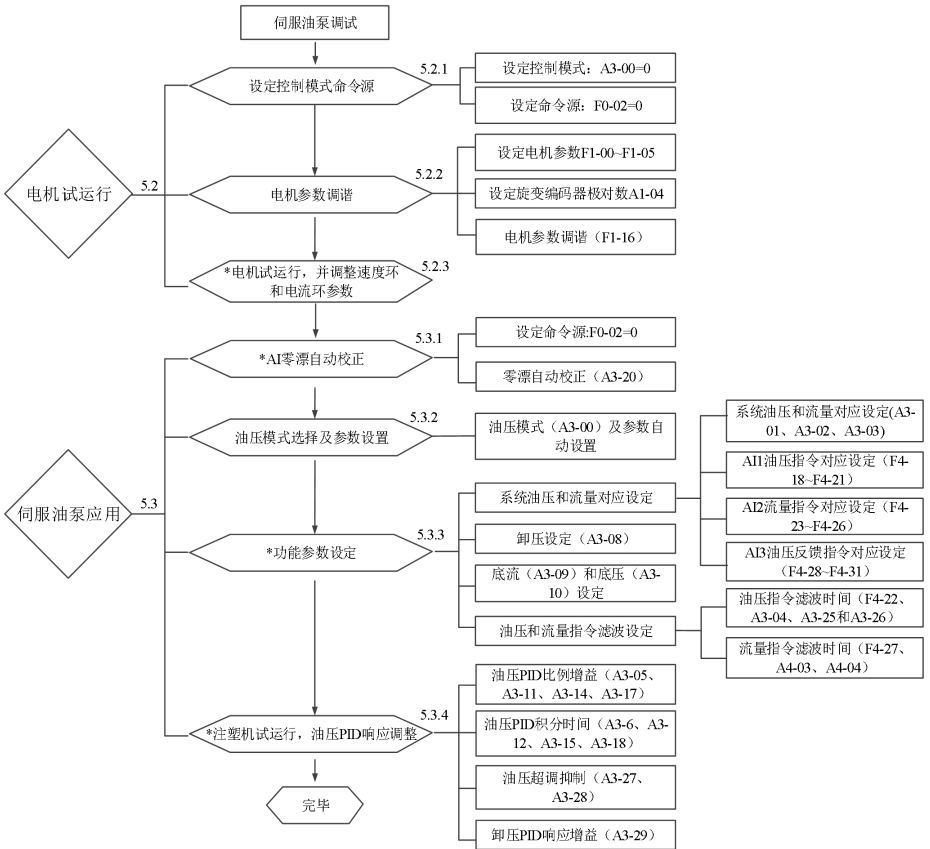 伺服油泵调试
设定控制模式命令源
5.2.1
设定控制模式：A3-00=0
设定命令源：F0-02=0
电机试运行
5.2
电机参数调谐
5.2.2
设定电机参数F1-00~F1-05
设定旋变编码器极对数A1-04
电机参数调谐（F1-16）
*电机试运行，并调整速度环
和电流环参数
5.2.3
*AI零漂自动校正
5.3.1
设定命令源:F0-02=0
零漂自动校正（A3-20）
油压模式选择及参数设置
5.3.2
油压模式（A3-00）及参数自
动设置
伺服油泵应用
5.3
*功能参数设定
5.3.3
系统油压和流量对应设定
系统油压和流量对应设定(A3-
01、A3-02、A3-03)
AI1油压指令对应设定（F4-
18~F4-21）
AI2流量指令对应设定（F4-
23~F4-26）
AI3油压反馈指令对应设定
（F4-28~F4-31）
卸压设定（A3-08）
底流（A3-09）和底压（A3-
10）设定
油压和流量指令滤波设定
油压指令滤波时间（F4-22、
A3-04、A3-25和A3-26）
流量指令滤波时间（F4-27、
A4-03、A4-04）
*注塑机试运行，油压PID响应调整
5.3.4
油压PID比例增益（A3-05、
A3-11、A3-14、A3-17）
油压PID积分时间（A3-6、A3-
12、A3-15、A3-18）
油压超调抑制（A3-27、
A3-28）
卸压PID响应增益（A3-29）
完毕